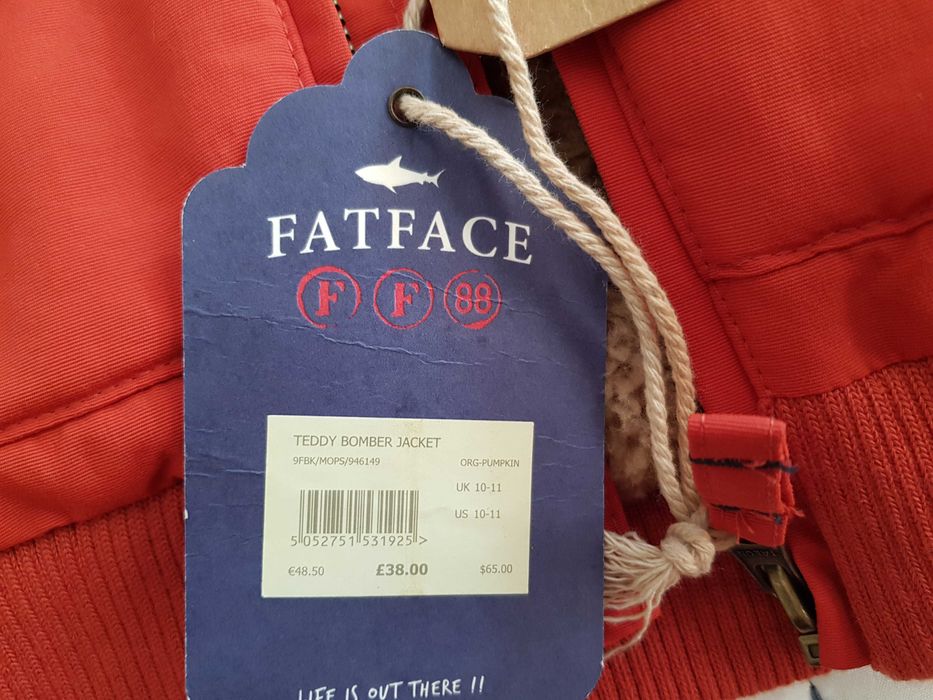 FATFACE
F F 88
TEDDY BOMBER JACKET
9FBK/MOPS/946149 ORG-PUMPKIN
UK 10-11
US 10-11
5 052751 531925 >
€48.50 £38.00 $65.00
LIFE IS OUT THERE !!